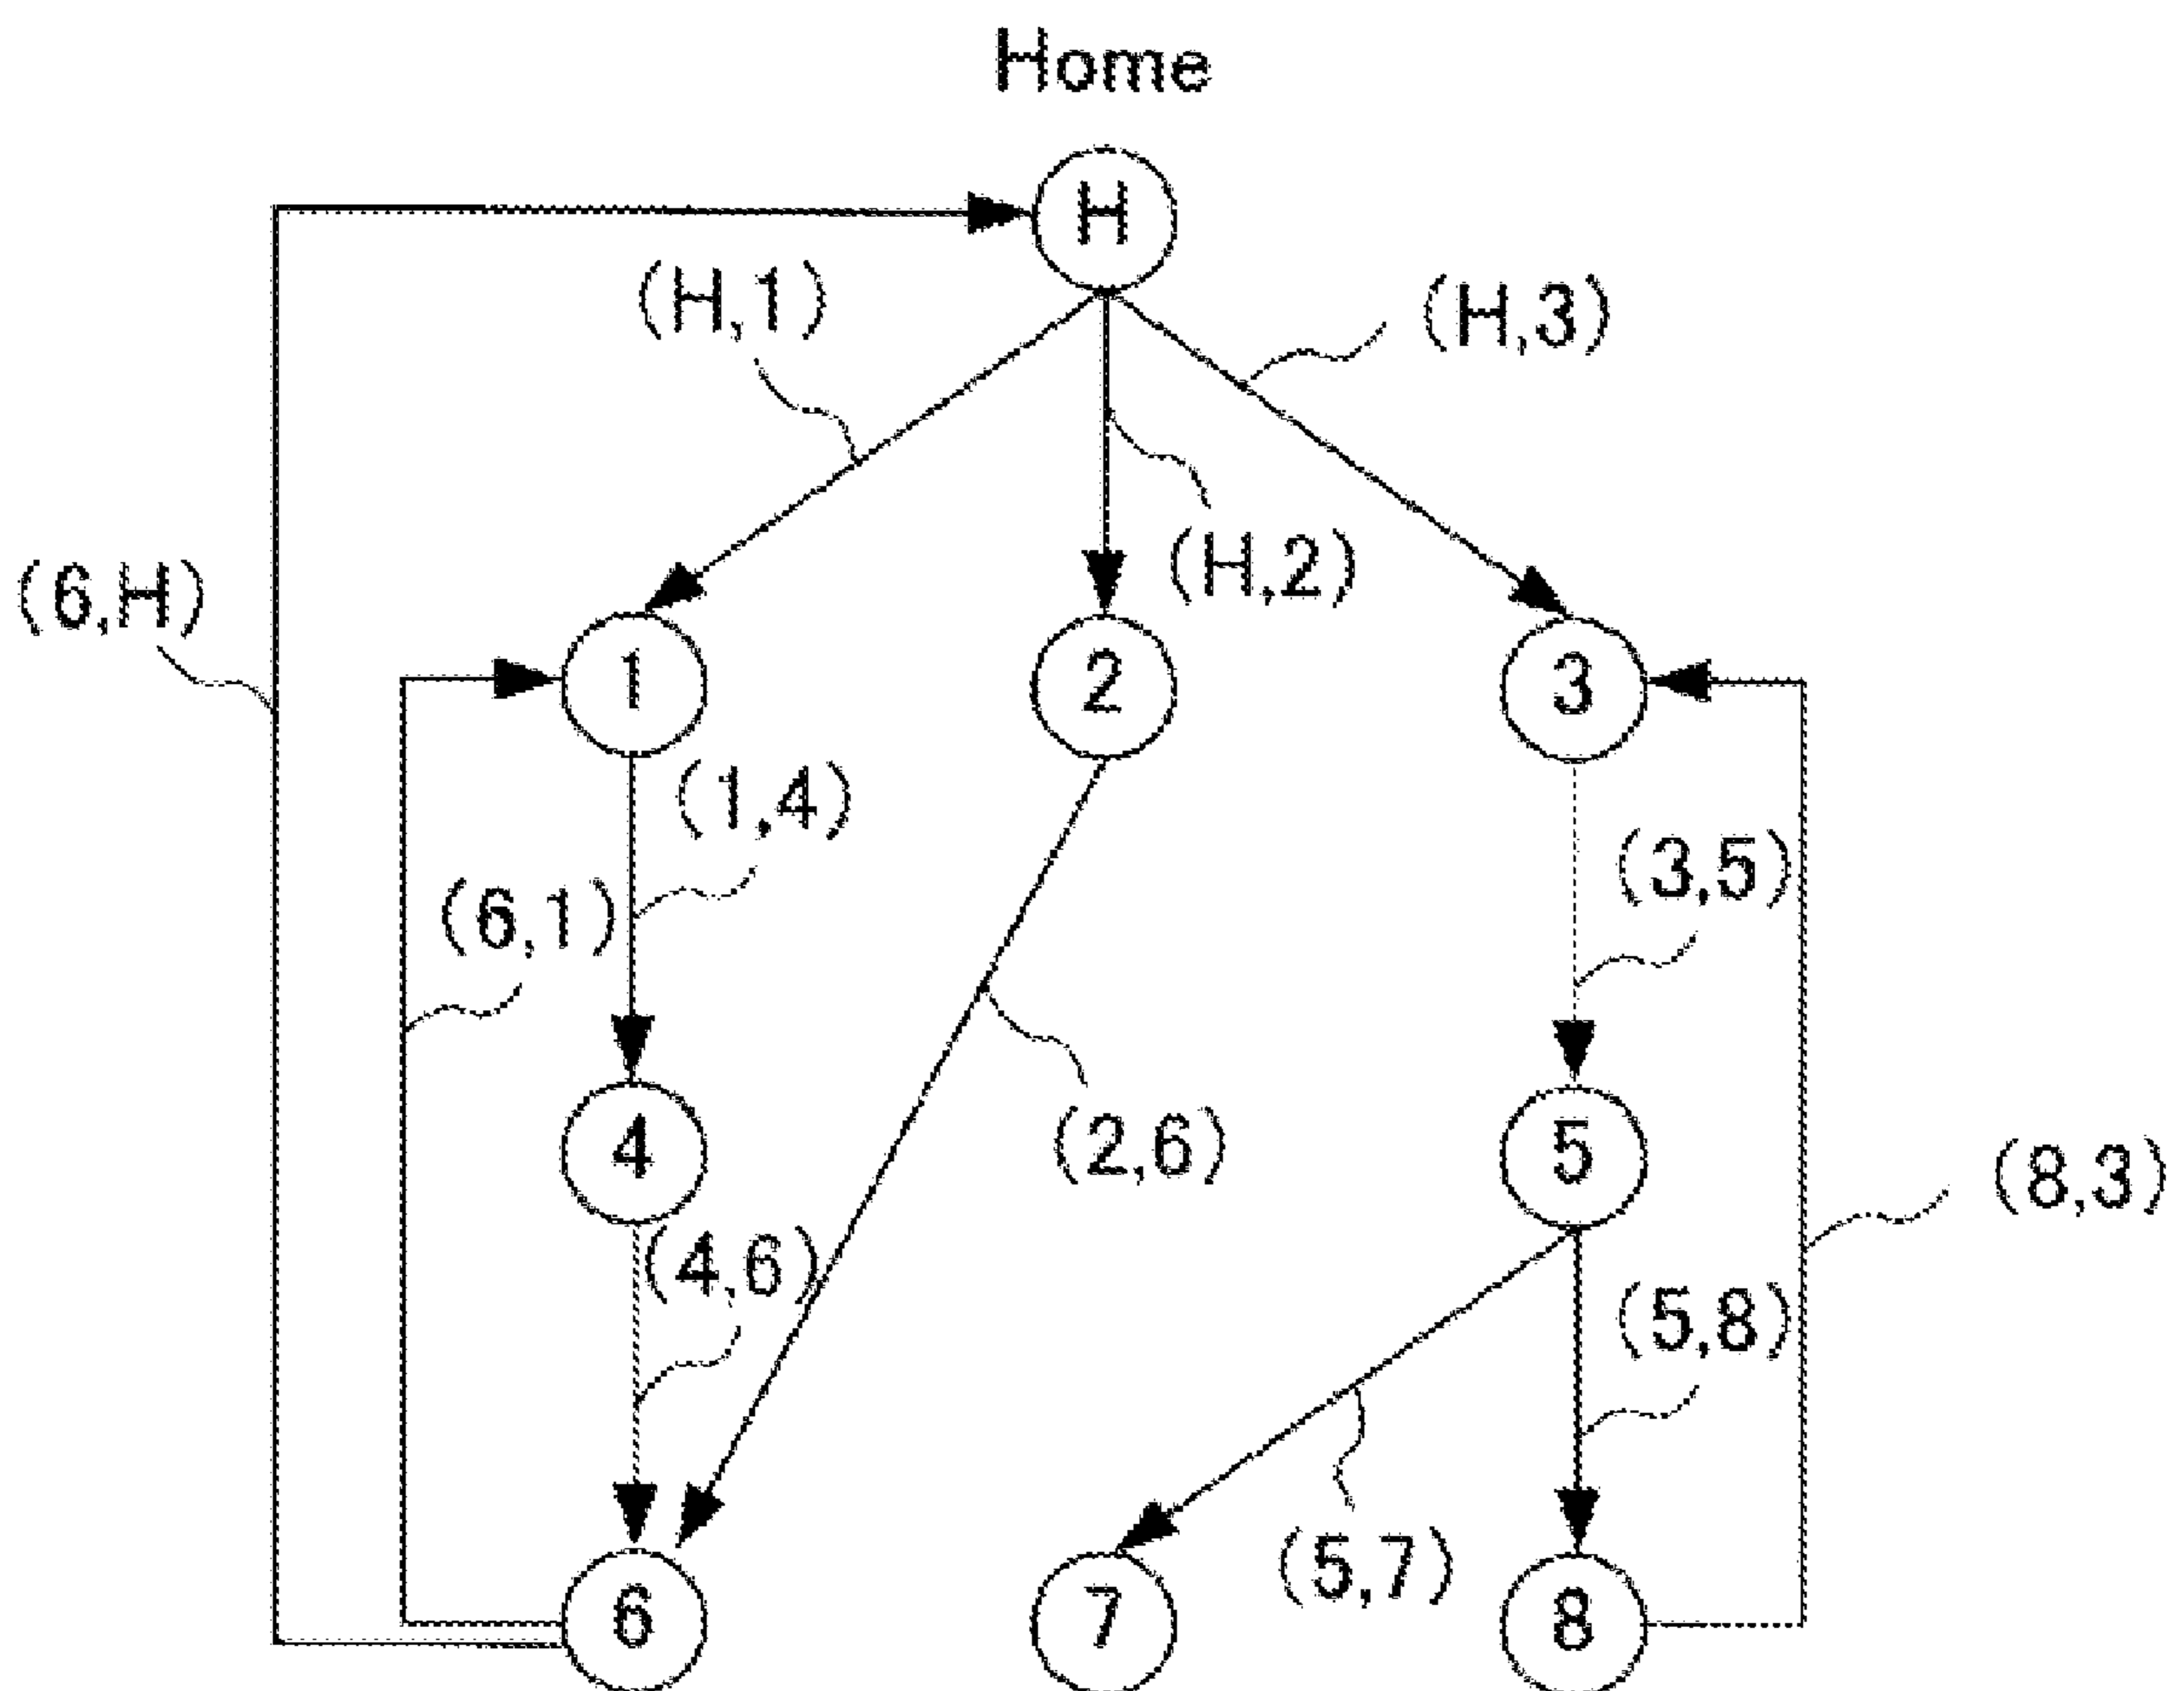 Home
H
(H,1)
(H,3)
(H,2)
(6,H)
1
2
3
(1,4)
(3,5)
(6,1)
4
(2,6)
5
(8,3)
(4,6)
(5,8)
(5,7)
6
7
8